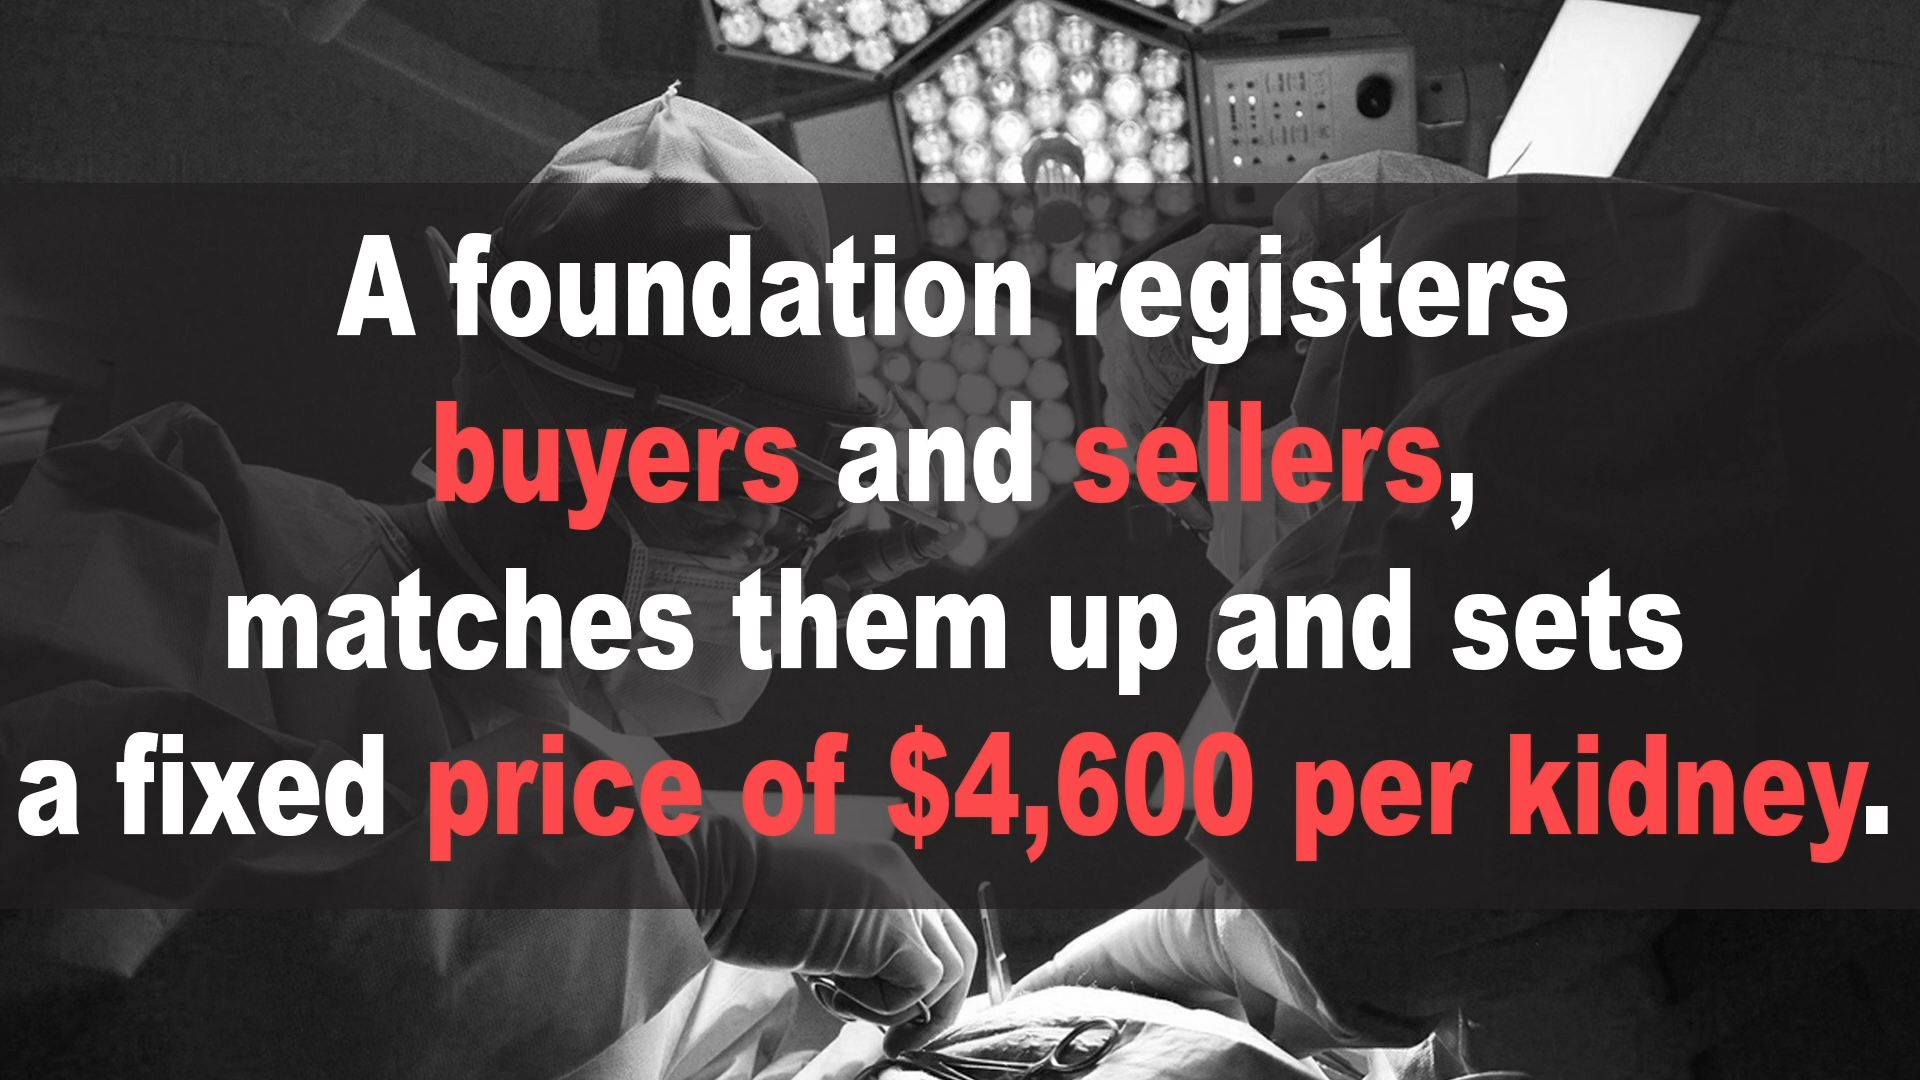 A foundation registers
buyers and sellers,
matches them up and sets
a fixed price of $4,600 per kidney.